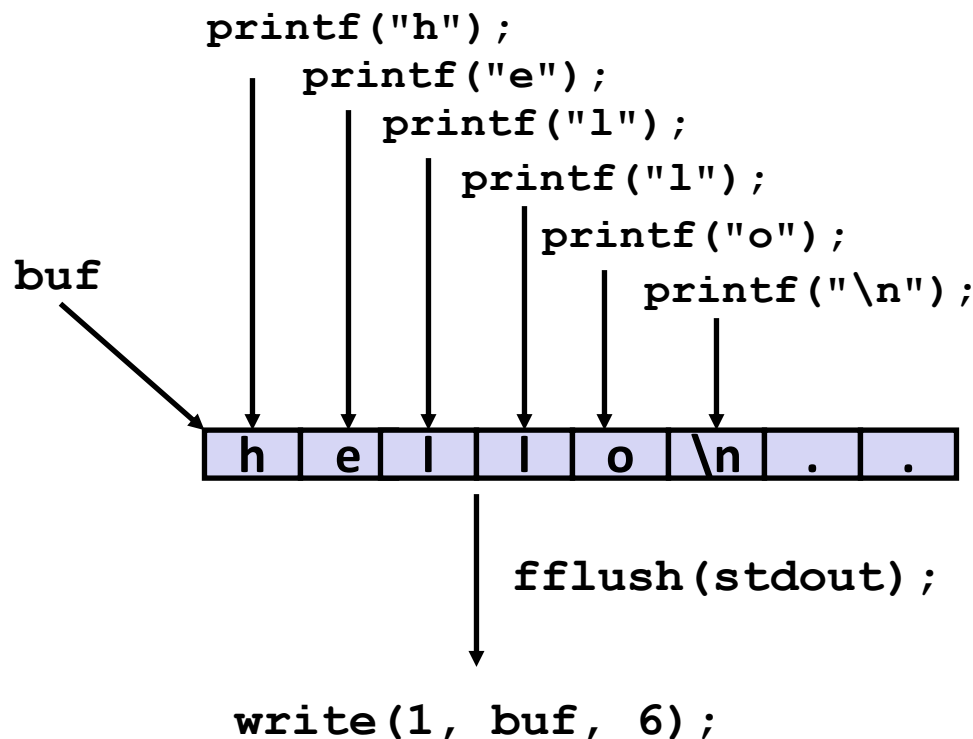 printf("h");
printf("e");
printf("l");
printf("l");
printf("o");
buf
printf("\n");
h e l l o \n . .
fflush(stdout);
write(1, buf, 6);